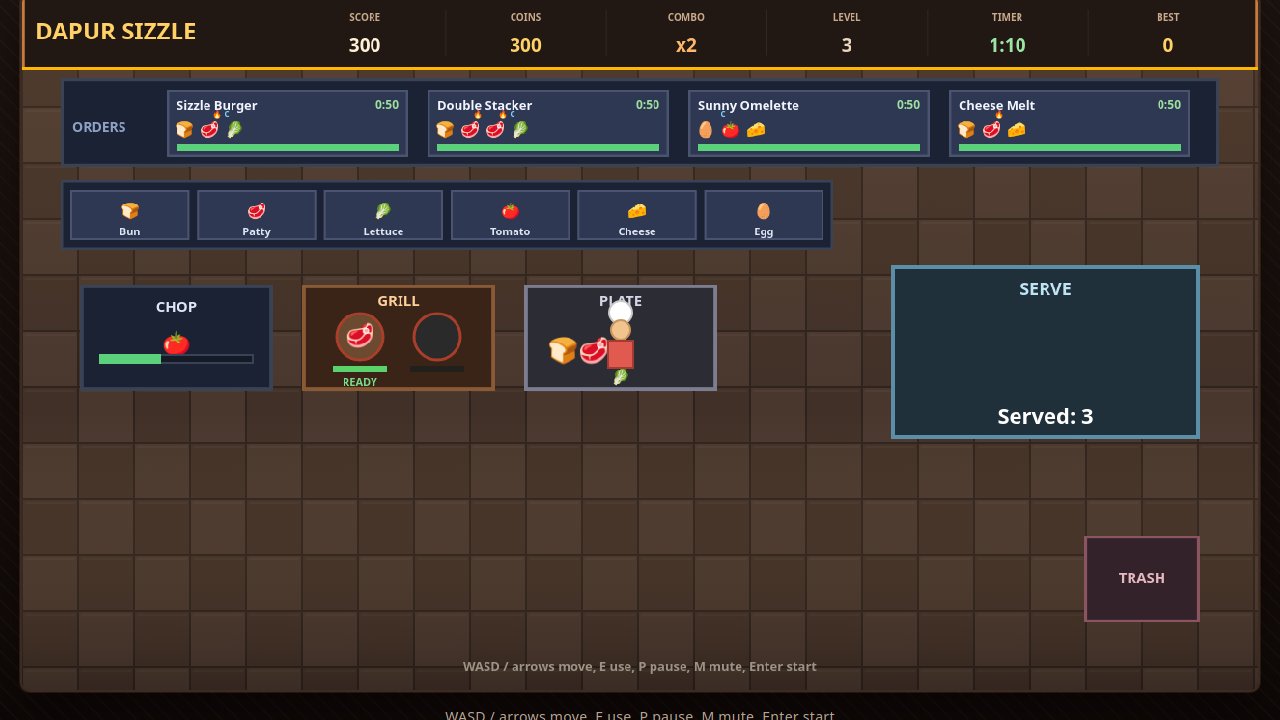 DAPUR SIZZLE
SCORE
300
COINS
300
COMBO
x2
LEVEL
3
TIMER
1:10
BEST
0
ORDERS
Sizzle Burger 0:50
C
Double Stacker 0:50
C
Sunny Omelette 0:50
C
Cheese Melt 0:50
Bun
Patty
Lettuce
Tomato
Cheese
Egg
CHOP
GRILL
READY
PLATE
SERVE
Served: 3
TRASH
WASD / arrows move, E use, P pause, M mute, Enter start
WASD / arrows move, E use, P pause, M mute, Enter start